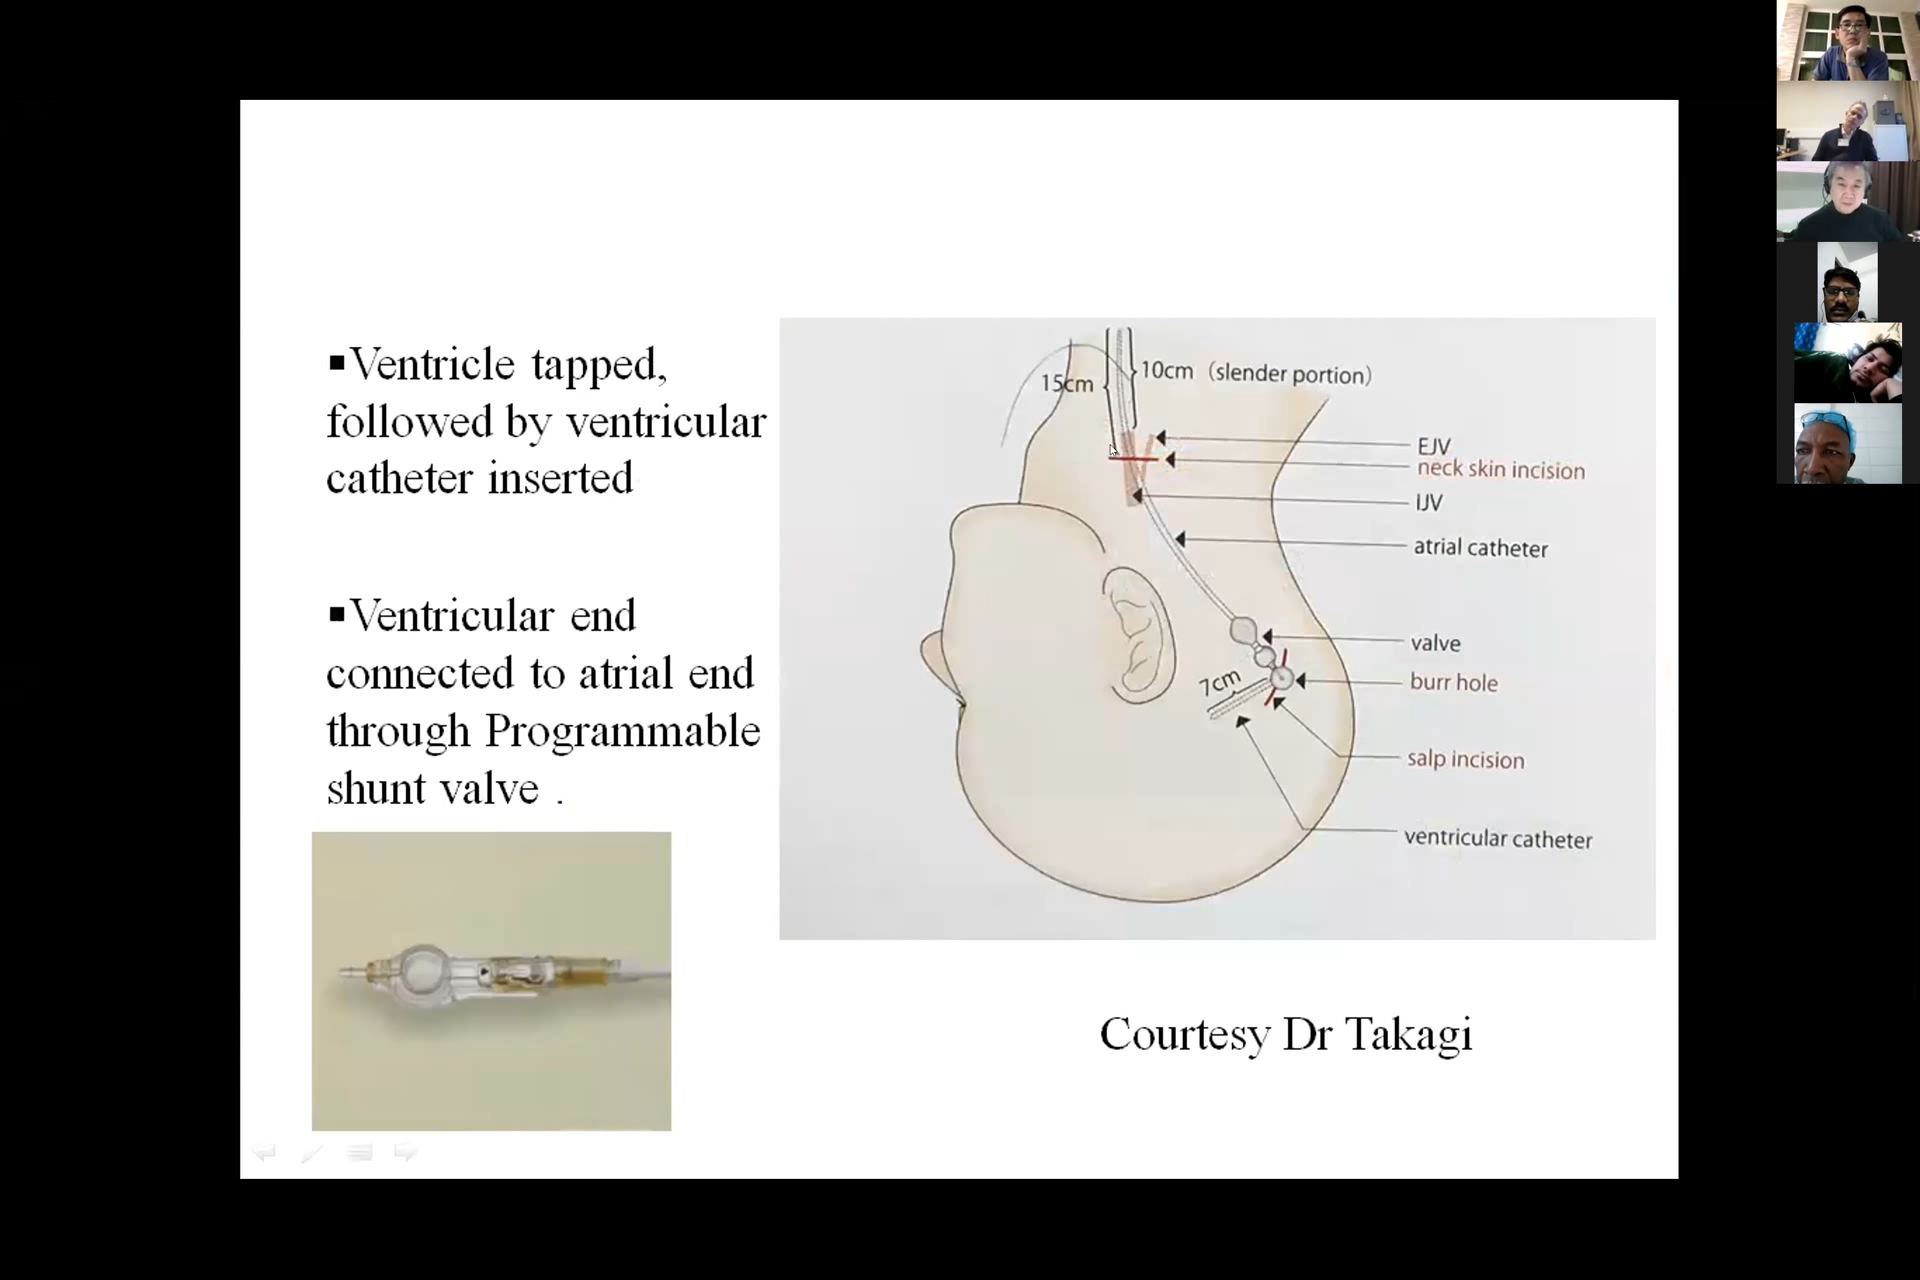 ▪Ventricle tapped,
followed by ventricular
catheter inserted
▪Ventricular end
connected to atrial end
through Programmable
shunt valve .
15cm
10cm (slender portion)
EJV
neck skin incision
IJV
atrial catheter
valve
7cm
burr hole
salp incision
ventricular catheter
Courtesy Dr Takagi